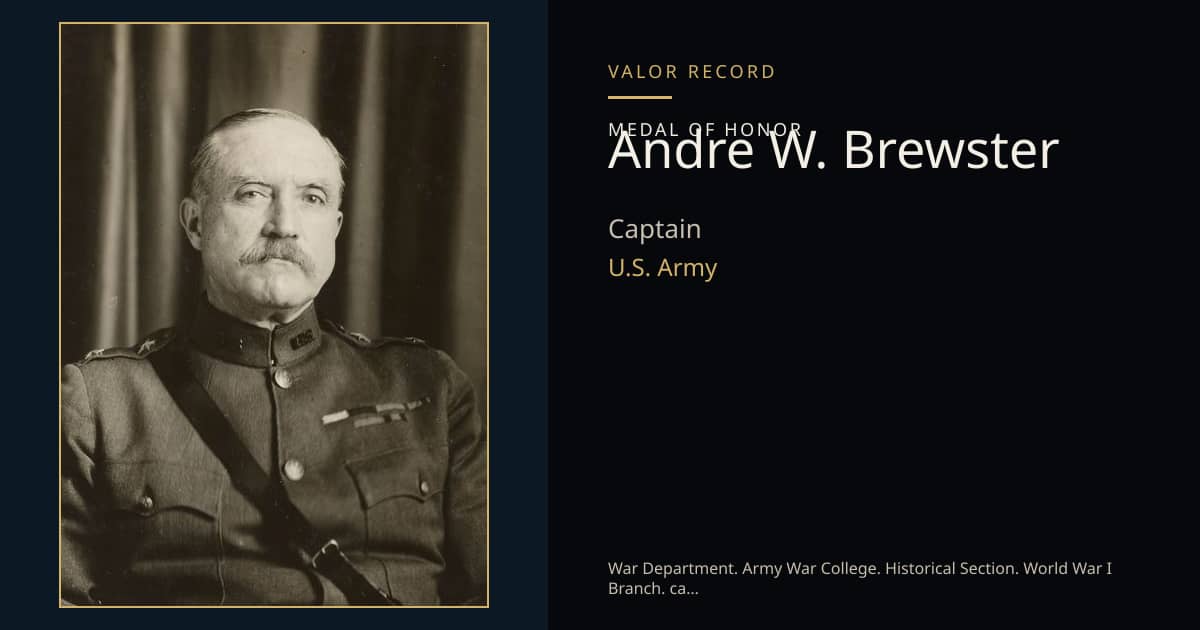 VALOR RECORD
MEDAL OF HONOR
Andre W. Brewster
Captain
U.S. Army
War Department. Army War College. Historical Section. World War I
Branch. ca...